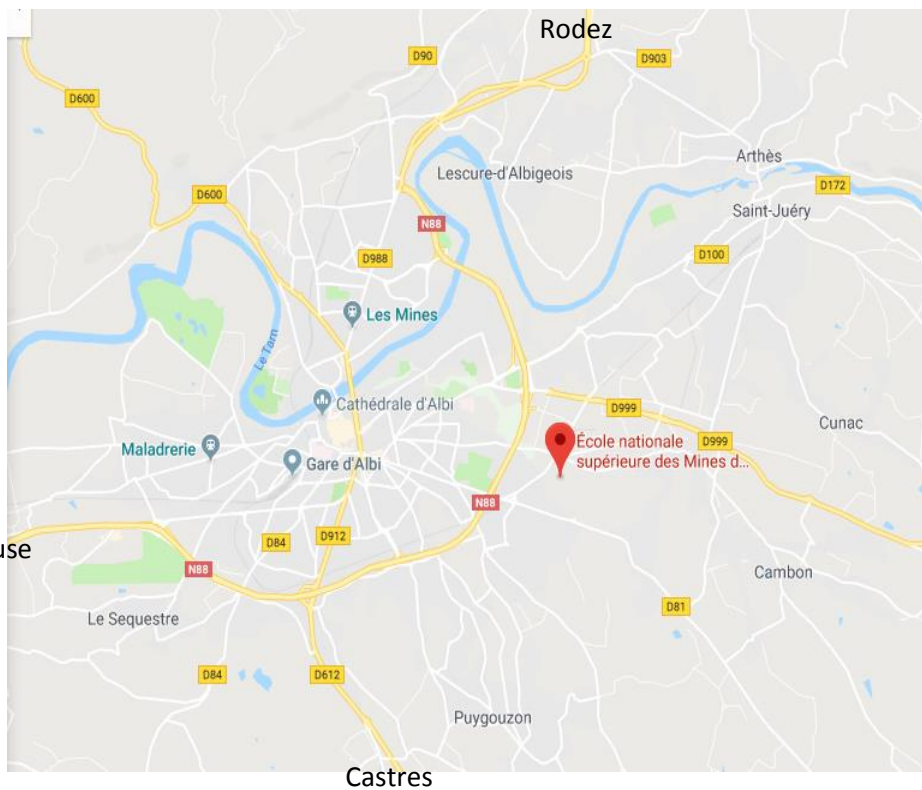 Rodez
D90
D903
D600
Arthès
Lescure-d'Albigeois
D172
D600
Saint-Juéry
N88
D988
D100
Les Mines
Le Tarn
Cathédrale d'Albi
D999
Cunac
Maladrerie
École nationale
supérieure des Mines d...
D999
Gare d'Albi
N88
D84
D912
use
N88
Cambon
Le Sequestre
D81
D84
D612
Puygouzon
Castres